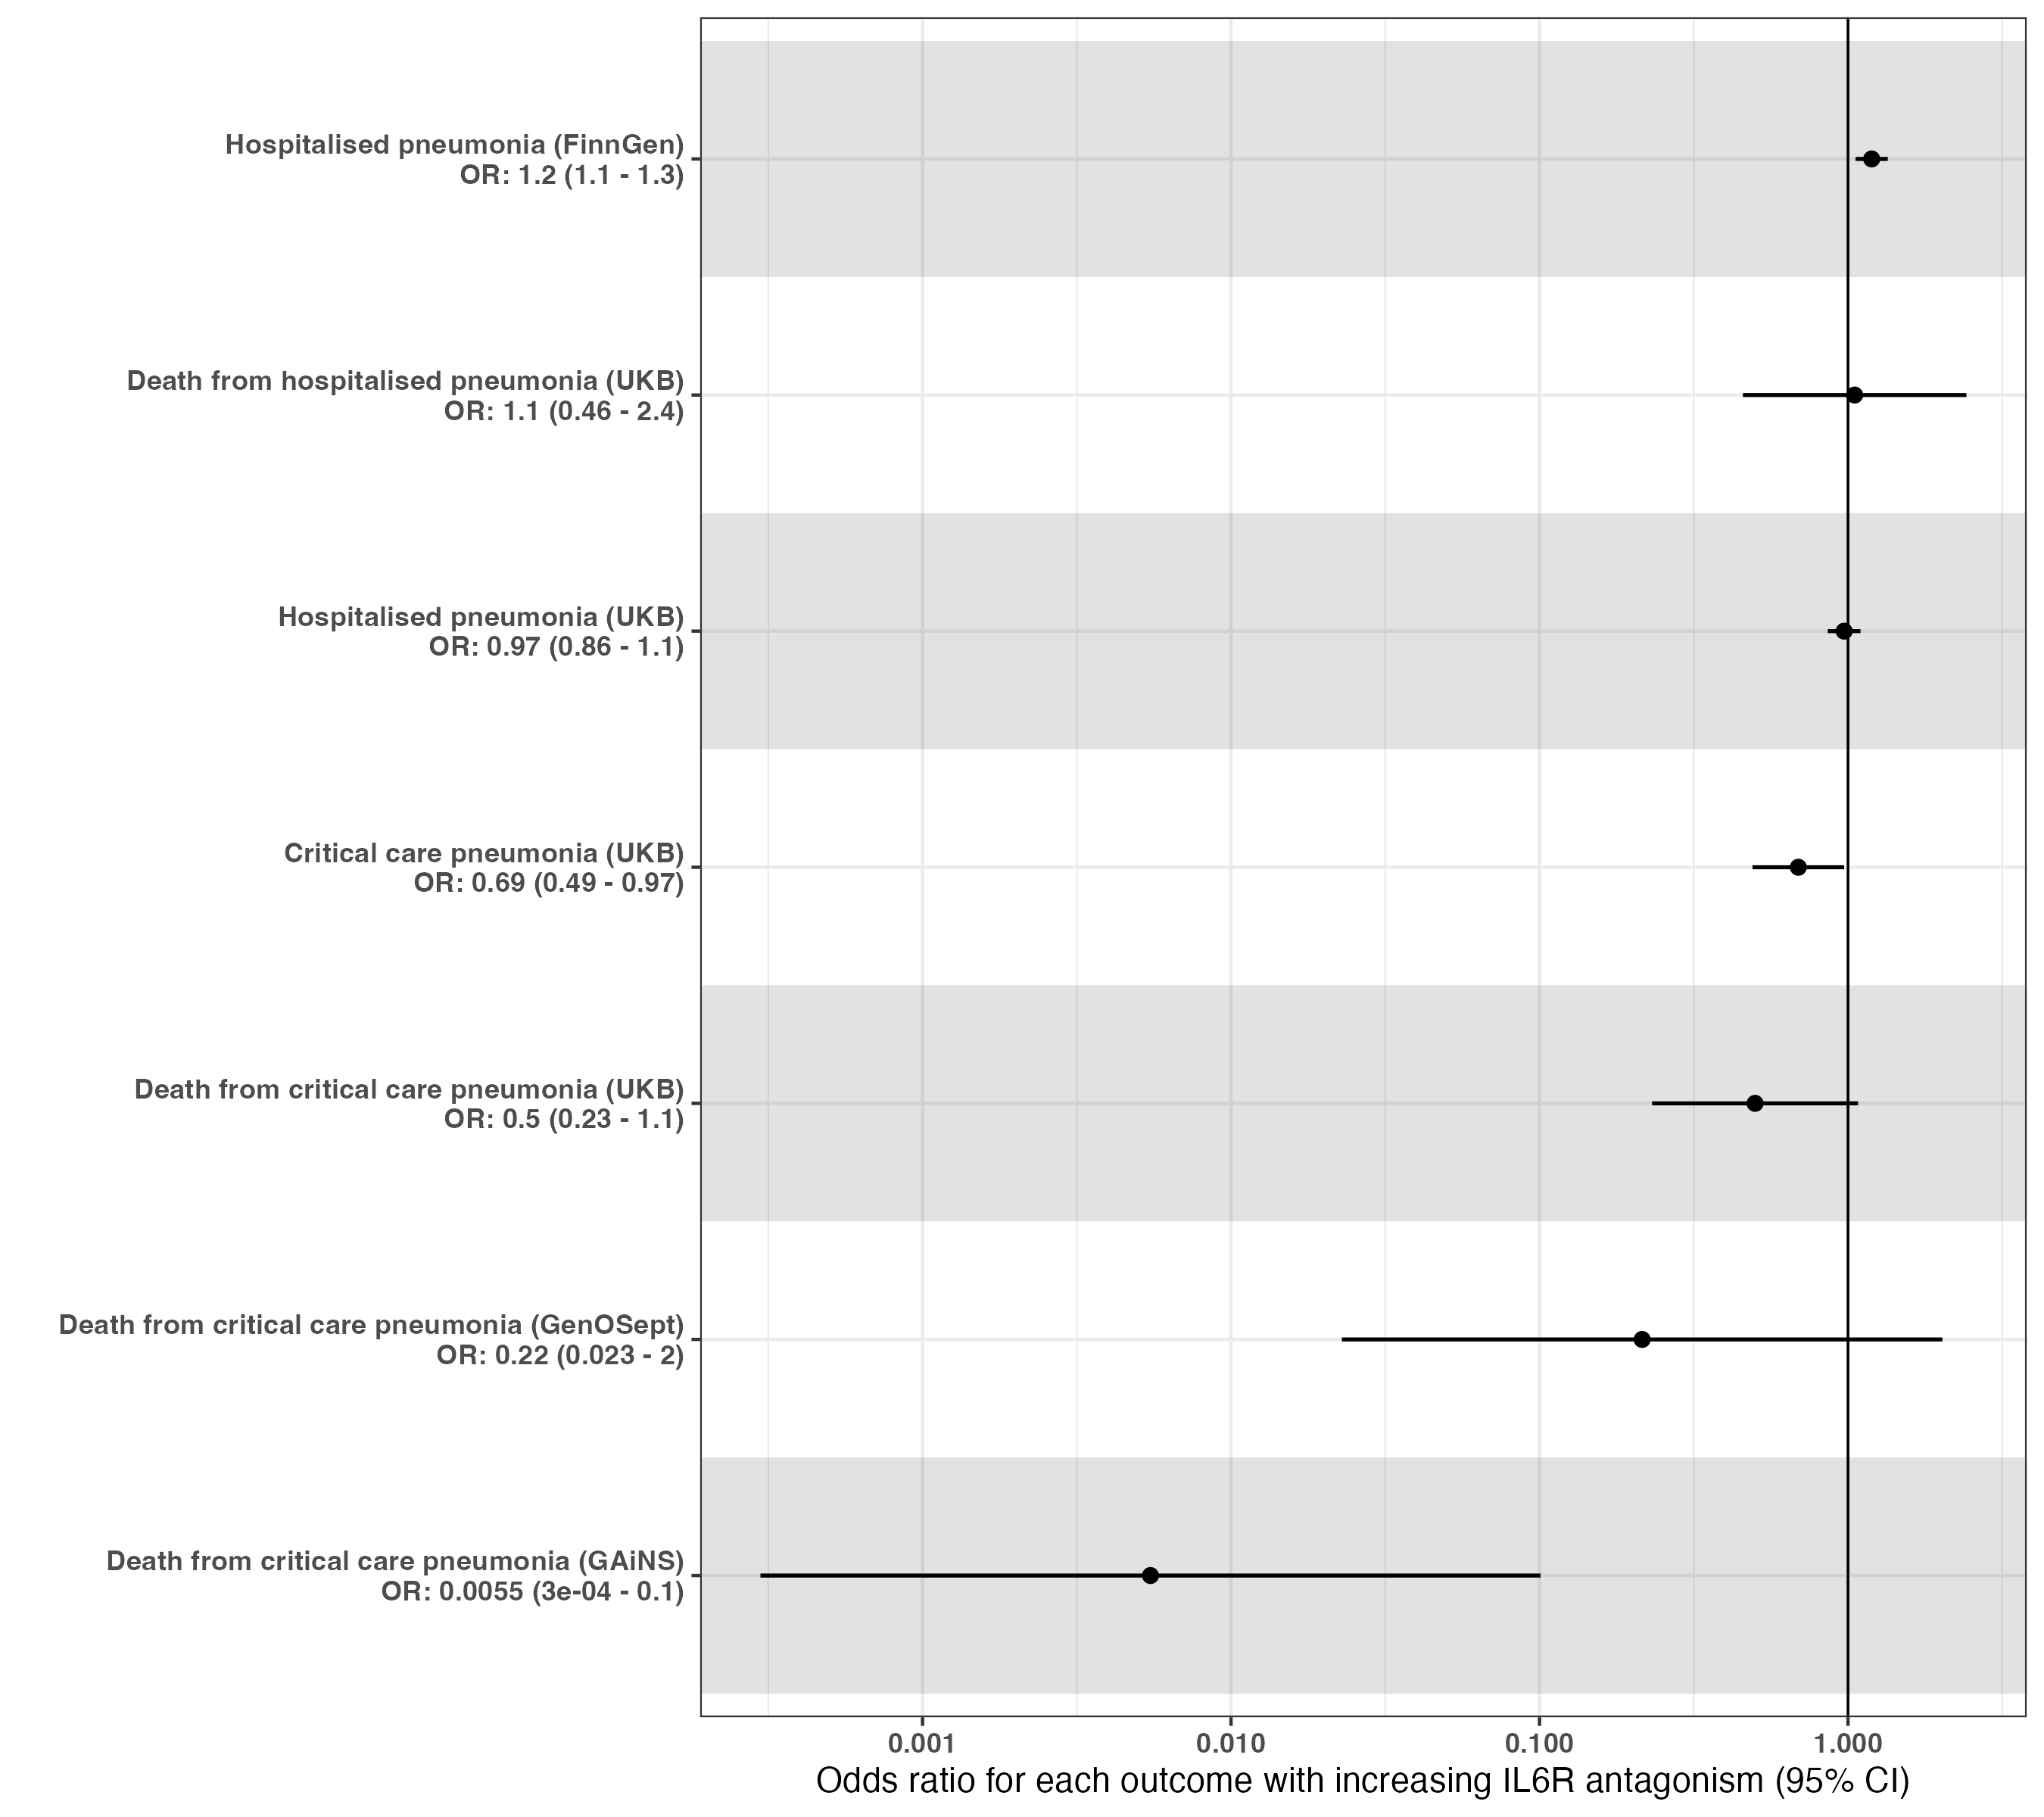 Hospitalised pneumonia (FinnGen)
OR: 1.2 (1.1 - 1.3)
Death from hospitalised pneumonia (UKB)
OR: 1.1 (0.46 - 2.4)
Hospitalised pneumonia (UKB)
OR: 0.97 (0.86 - 1.1)
Critical care pneumonia (UKB)
OR: 0.69 (0.49 - 0.97)
Death from critical care pneumonia (UKB)
OR: 0.5 (0.23 - 1.1)
Death from critical care pneumonia (GenOSept)
OR: 0.22 (0.023 - 2)
Death from critical care pneumonia (GAiNS)
OR: 0.0055 (3e-04 - 0.1)
0.001 0.010 0.100 1.000
Odds ratio for each outcome with increasing IL6R antagonism (95% CI)